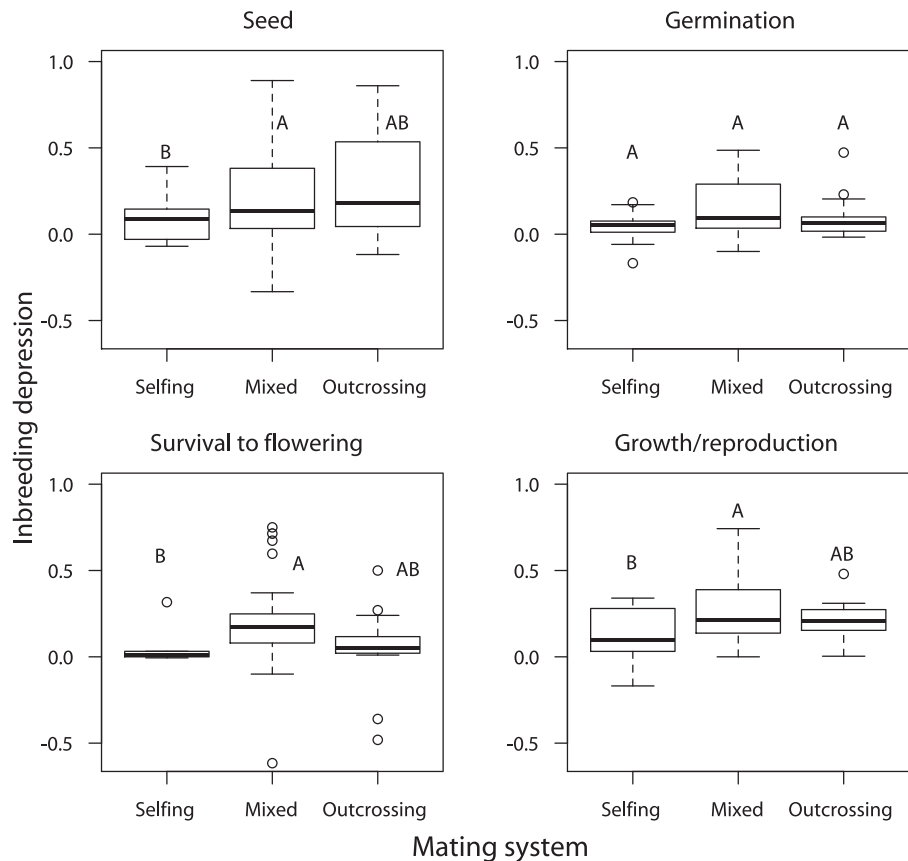 Seed
Germination
1.0
0.5
0.0
-0.5
B
A
AB
Selfing
Mixed
Outcrossing
1.0
0.5
0.0
-0.5
A
A
A
Selfing
Mixed
Outcrossing
Survival to flowering
Growth/reproduction
1.0
0.5
0.0
-0.5
B
A
AB
Selfing
Mixed
Outcrossing
1.0
0.5
0.0
-0.5
B
A
AB
Selfing
Mixed
Outcrossing
Inbreeding depression
Mating system